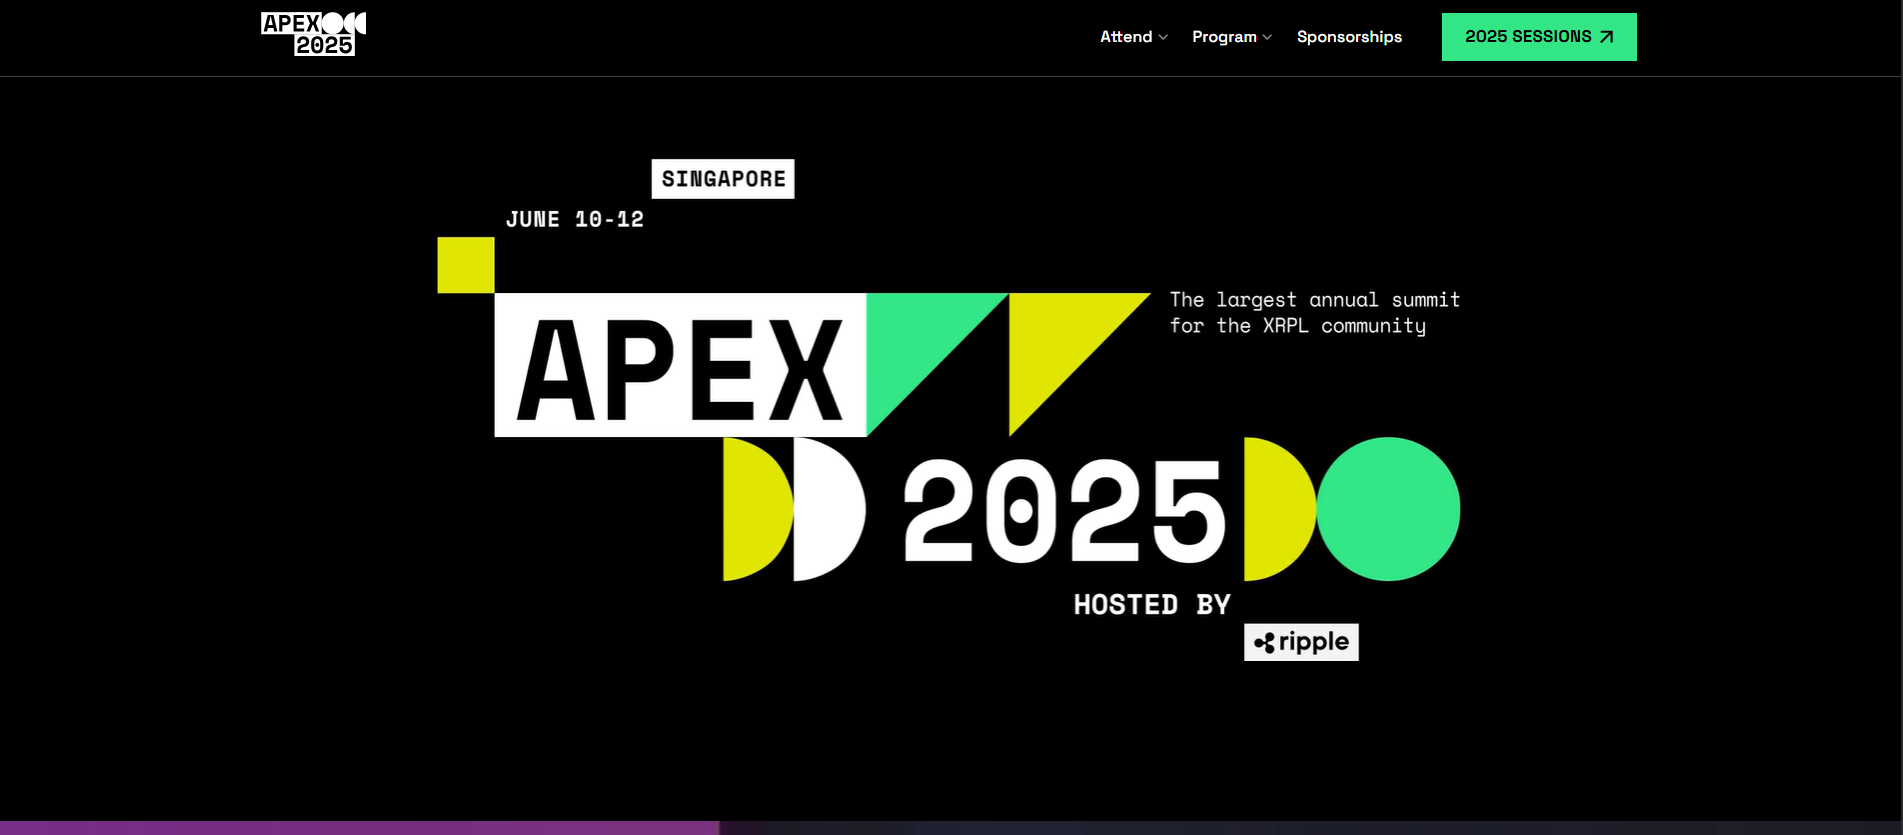 APEX
2025
Attend
Program
Sponsorships
2025 SESSIONS
SINGAPORE
JUNE 10-12
APEX
The largest annual summit
for the XRPL community
2025
HOSTED BY
ripple